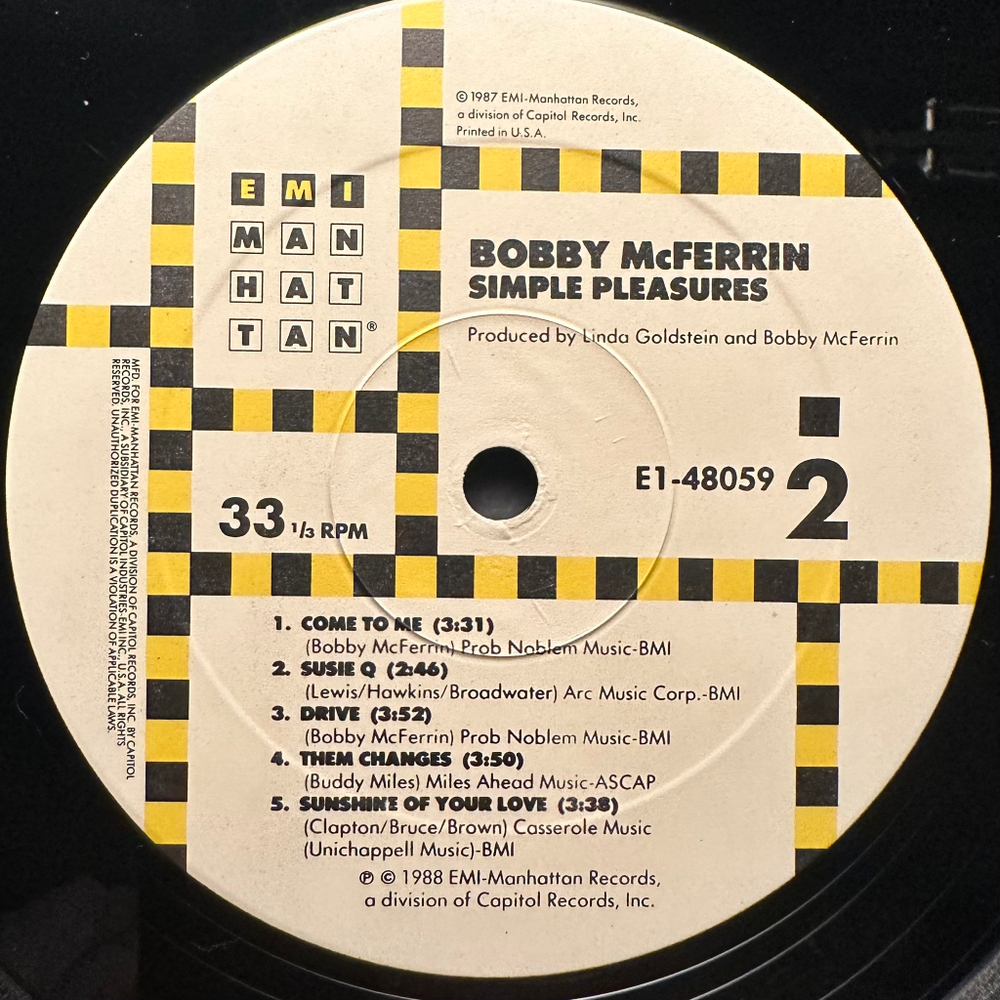 © 1987 EMI-Manhattan Records,
a division of Capitol Records, Inc.
Printed in U.S.A.
EMI
MAN
HAT
TAN®
BOBBY McFERRIN
SIMPLE PLEASURES
Produced by Linda Goldstein and Bobby McFerrin
MFD. FOR EMI-MANHATTAN RECORDS, A DIVISION OF CAPITOL RECORDS, INC. BY CAPITOL
RECORDS, INC., A SUBSIDIARY OF CAPITOL INDUSTRIES-EMI INC., U.S.A. ALL RIGHTS
RESERVED. UNAUTHORIZED DUPLICATION IS A VIOLATION OF APPLICABLE LAWS.
33 1/3 RPM
E1-48059 2
1. COME TO ME (3:31)
(Bobby McFerrin) Prob Noblem Music-BMI
2. SUSIE Q (2:46)
(Lewis/Hawkins/Broadwater) Arc Music Corp.-BMI
3. DRIVE (3:52)
(Bobby McFerrin) Prob Noblem Music-BMI
4. THEM CHANGES (3:50)
(Buddy Miles) Miles Ahead Music-ASCAP
5. SUNSHINE OF YOUR LOVE (3:38)
(Clapton/Bruce/Brown) Casserole Music
(Unichappell Music)-BMI
℗ © 1988 EMI-Manhattan Records,
a division of Capitol Records, Inc.